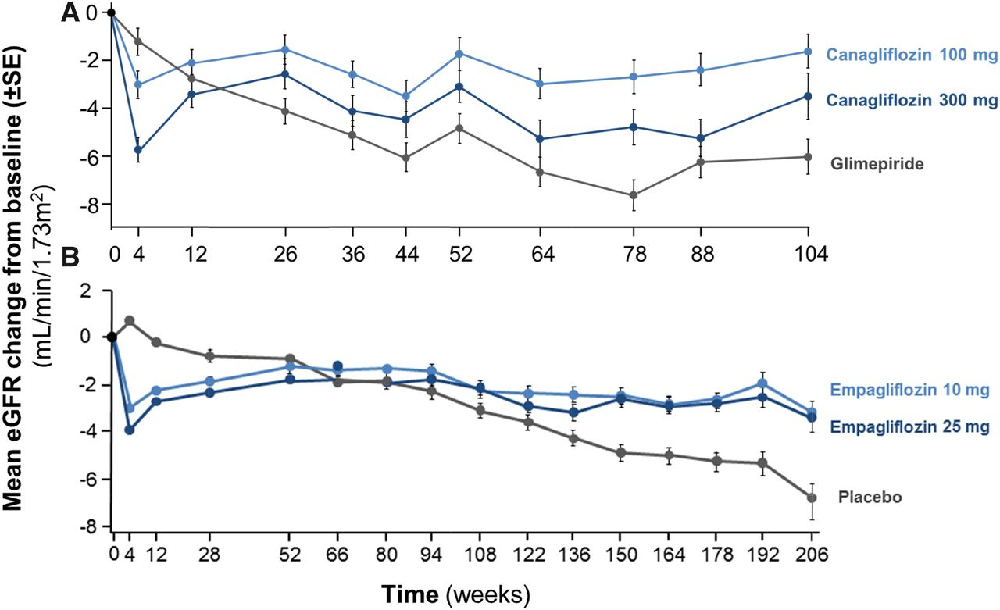 A
0
-2
-4
-6
-8
Canagliflozin 100 mg
Canagliflozin 300 mg
Glimepiride
0 4 12 26 36 44 52 64 78 88 104
Mean eGFR change from baseline (±SE)
(mL/min/1.73m²)
B
2
0
-2
-4
-6
-8
Empagliflozin 10 mg
Empagliflozin 25 mg
Placebo
0 4 12 28 52 66 80 94 108 122 136 150 164 178 192 206
Time (weeks)